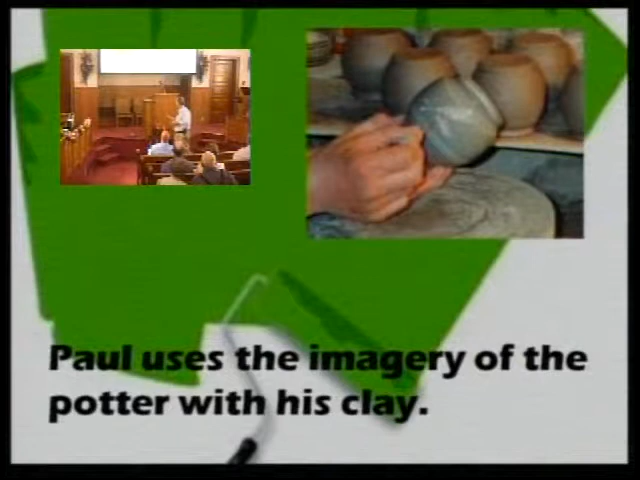 Paul uses the imagery of the
potter with his clay.